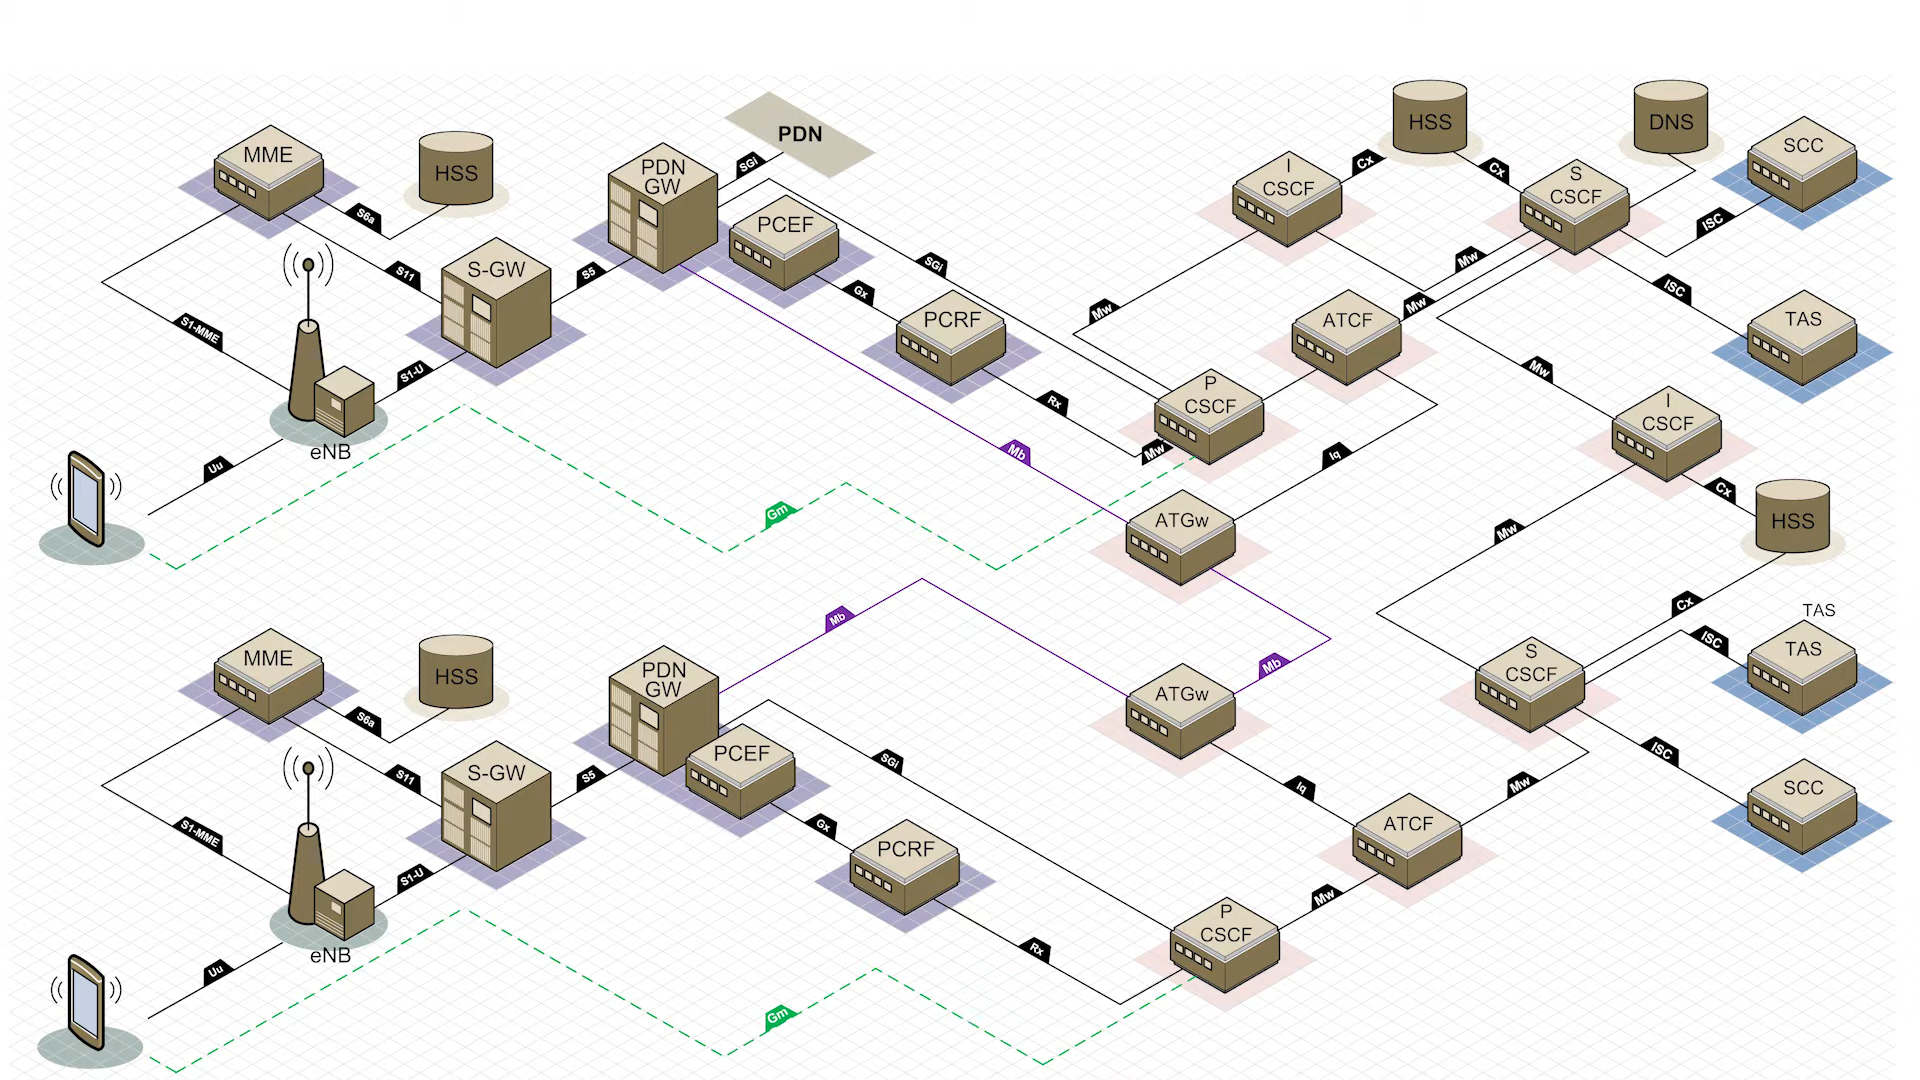 PDN
HSS
DNS
MME
HSS
PDN
GW
SGi
I
CSCF
Cx
Cx
S
CSCF
SCC
S6a
PCEF
ISC
S11
S-GW
S5
SGi
Mw
ISC
Gx
Mw
Mw
S1-MME
PCRF
ATCF
TAS
S1-U
Rx
P
CSCF
Mw
I
CSCF
eNB
Uu
Mb
Mw
Iq
Cx
HSS
Gm
ATGw
Mw
Mb
Cx
TAS
MME
HSS
PDN
GW
Mb
ATGw
S
CSCF
ISC
TAS
S6a
S11
S-GW
S5
PCEF
SGi
Iq
Mw
ISC
SCC
S1-MME
Gx
PCRF
ATCF
S1-U
Mw
eNB
Uu
Rx
P
CSCF
Gm